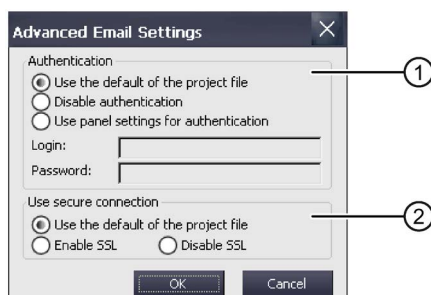 Advanced Email Settings
Authentication
Use the default of the project file
Disable authentication
Use panel settings for authentication
Login:
Password:
Use secure connection
Use the default of the project file
Enable SSL Disable SSL
OK Cancel
1
2